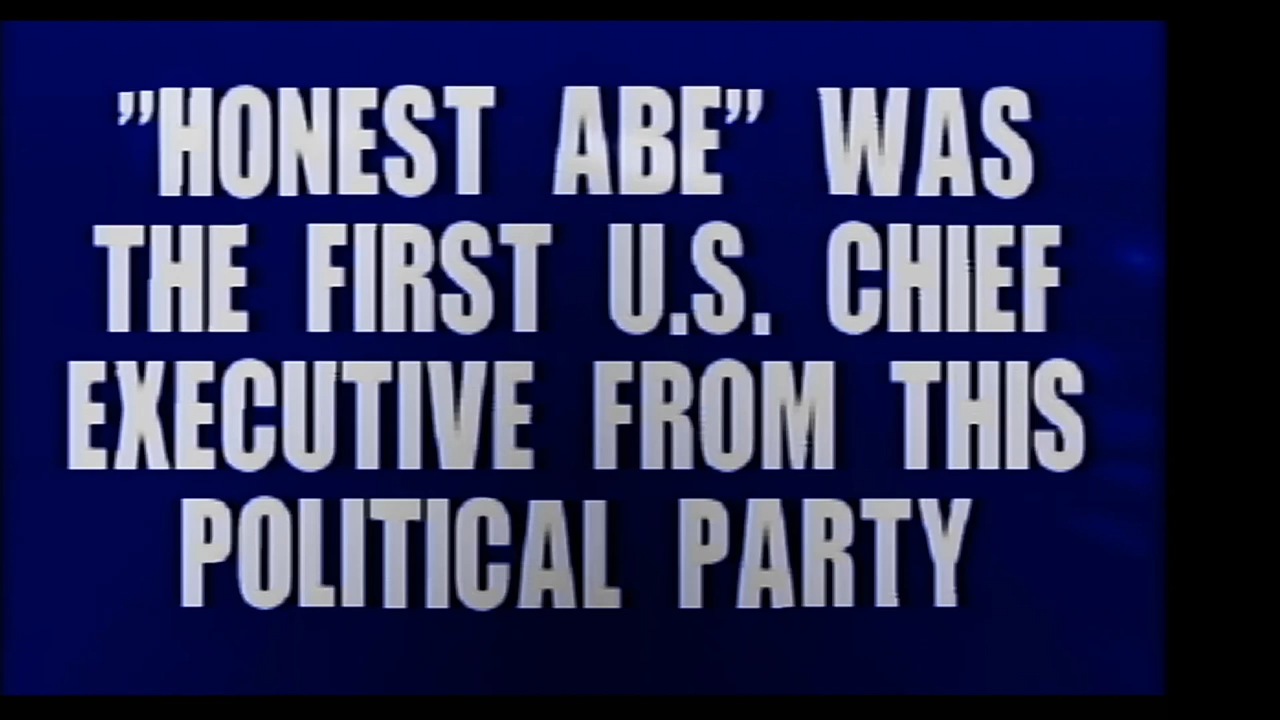 ”HONEST ABE” WAS
THE FIRST U.S. CHIEF
EXECUTIVE FROM THIS
POLITICAL PARTY